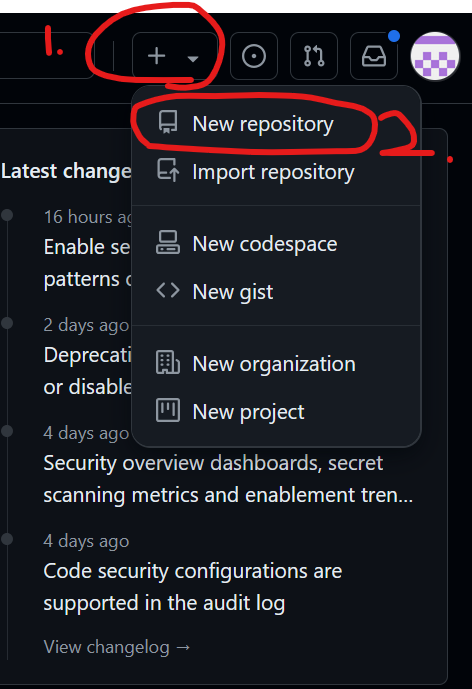 1.
New repository
2.
Import repository
Latest change
New codespace
16 hours ag
Enable se
patterns
New gist
2 days ago
Deprecati
or disable
New organization
New project
4 days ago
Security overview dashboards, secret
scanning metrics and enablement tren...
4 days ago
Code security configurations are
supported in the audit log
View changelog →